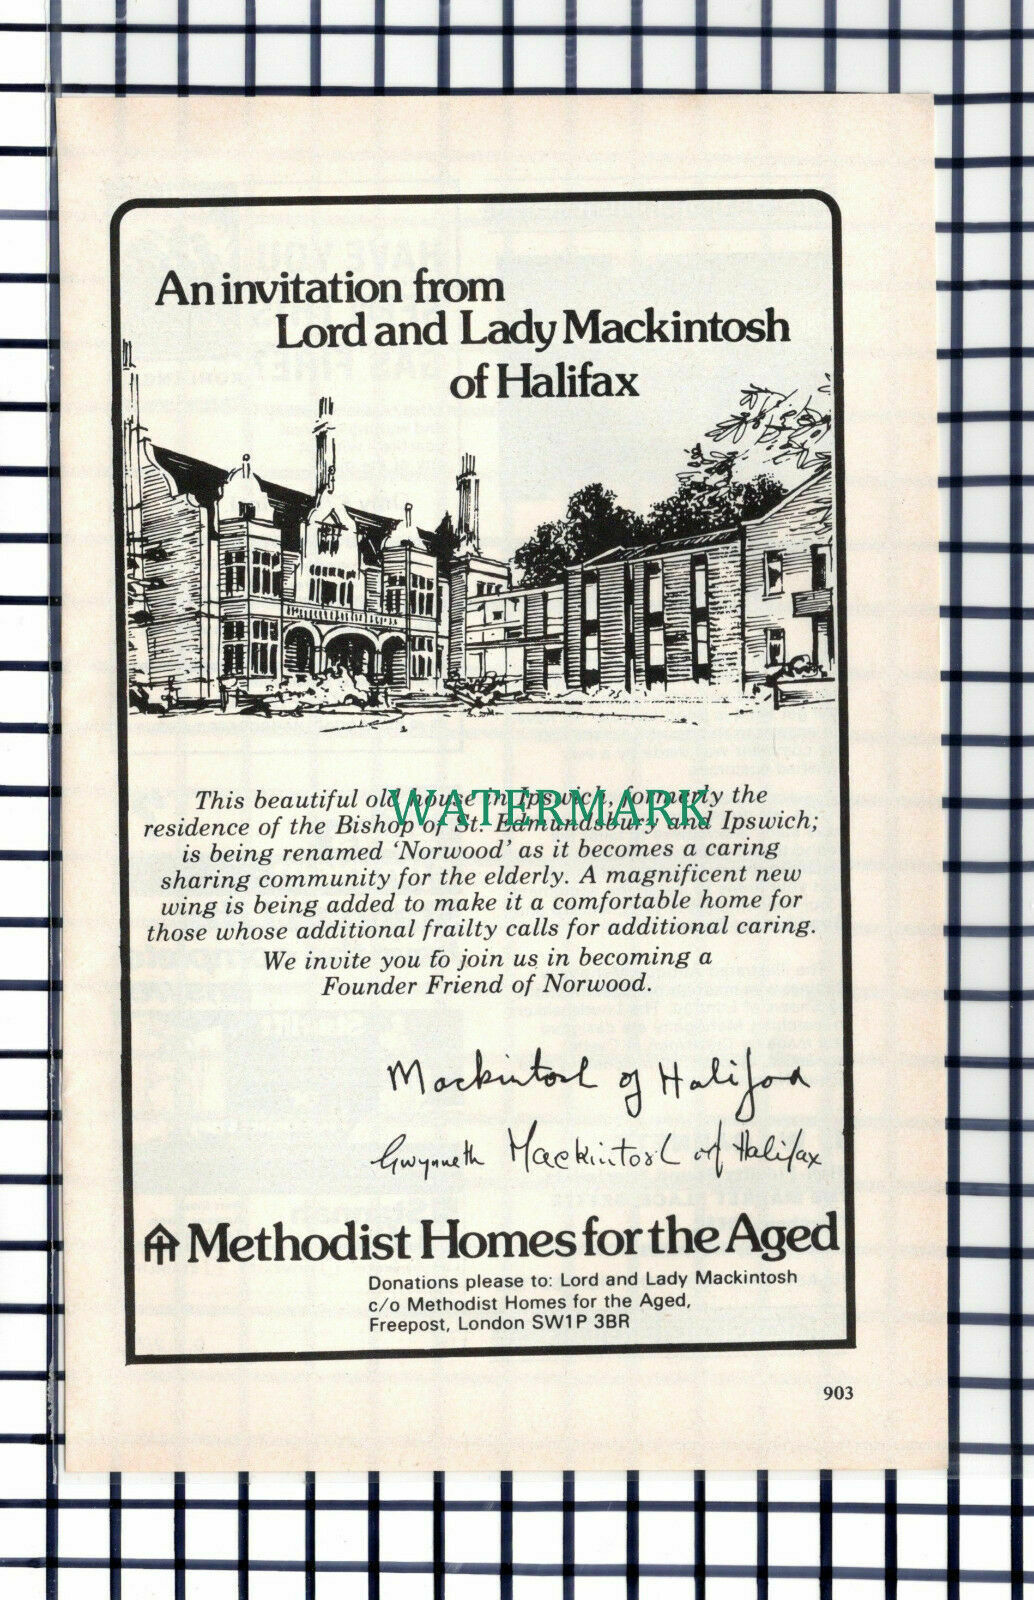 An invitation from
Lord and Lady Mackintosh
of Halifax
This beautiful old house in Ipswich, formerly the
residence of the Bishop of St. Edmundsbury and Ipswich;
is being renamed ‘Norwood’ as it becomes a caring
sharing community for the elderly. A magnificent new
wing is being added to make it a comfortable home for
those whose additional frailty calls for additional caring.
We invite you to join us in becoming a
Founder Friend of Norwood.
WATERMARK
Mackintosh of Halifax
Gwynneth Mackintosh of Halifax
Methodist Homes for the Aged
Donations please to: Lord and Lady Mackintosh
c/o Methodist Homes for the Aged,
Freepost, London SW1P 3BR
903